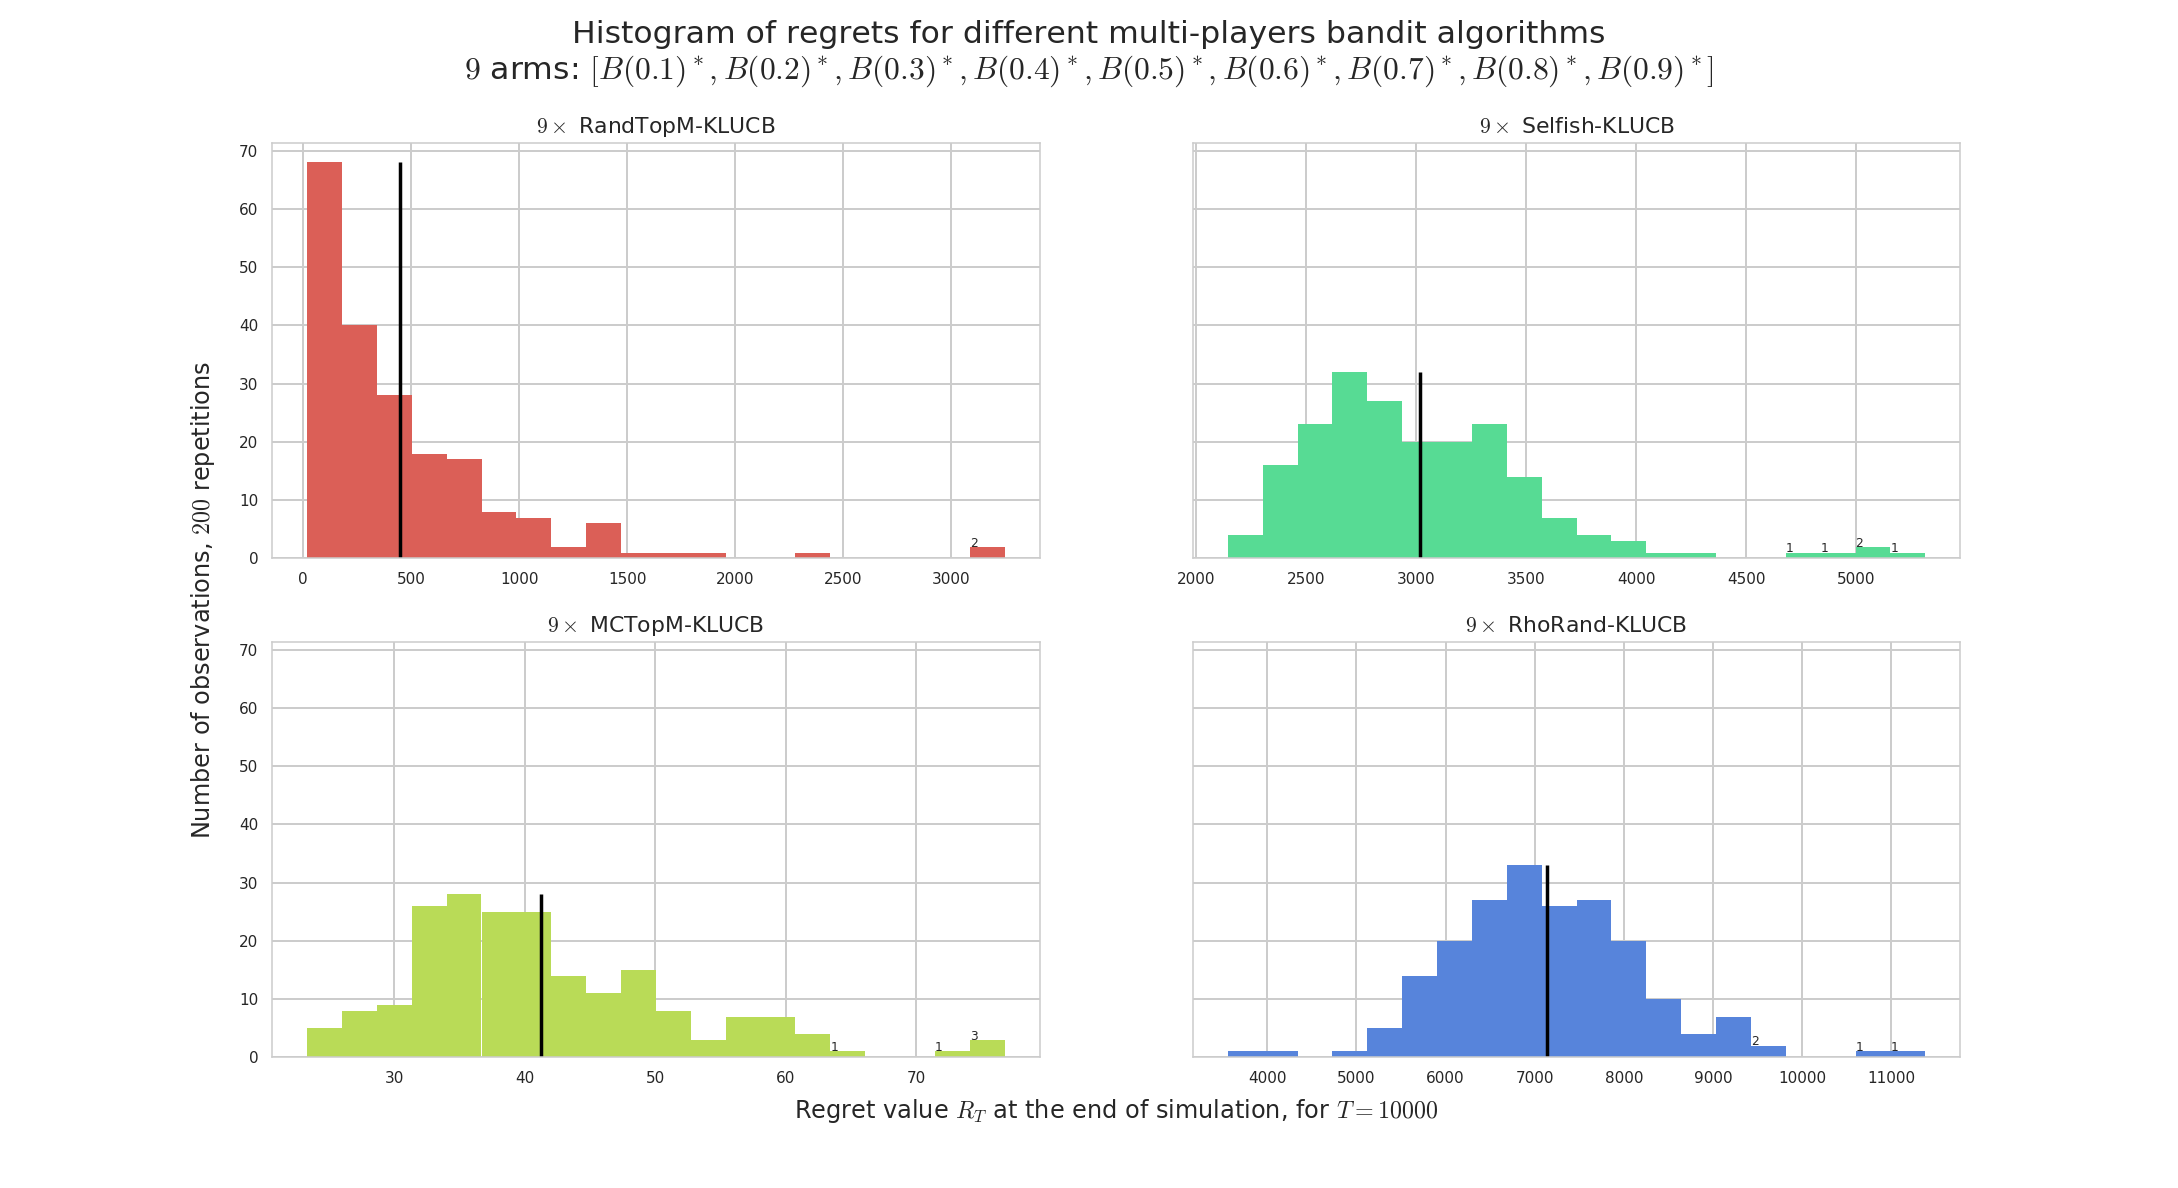 Histogram of regrets for different multi-players bandit algorithms
9 arms: [B(0.1)*, B(0.2)*, B(0.3)*, B(0.4)*, B(0.5)*, B(0.6)*, B(0.7)*, B(0.8)*, B(0.9)*]
9× RandTopM-KLUCB
70
60
50
40
30
20
10
0
2
0 500 1000 1500 2000 2500 3000
9× Selfish-KLUCB
1 1 2 1
2000 2500 3000 3500 4000 4500 5000
Number of observations, 200 repetitions
9× MCTopM-KLUCB
70
60
50
40
30
20
10
0
1 1 3
30 40 50 60 70
9× RhoRand-KLUCB
2 1 1
4000 5000 6000 7000 8000 9000 10000 11000
Regret value R_T at the end of simulation, for T = 10000